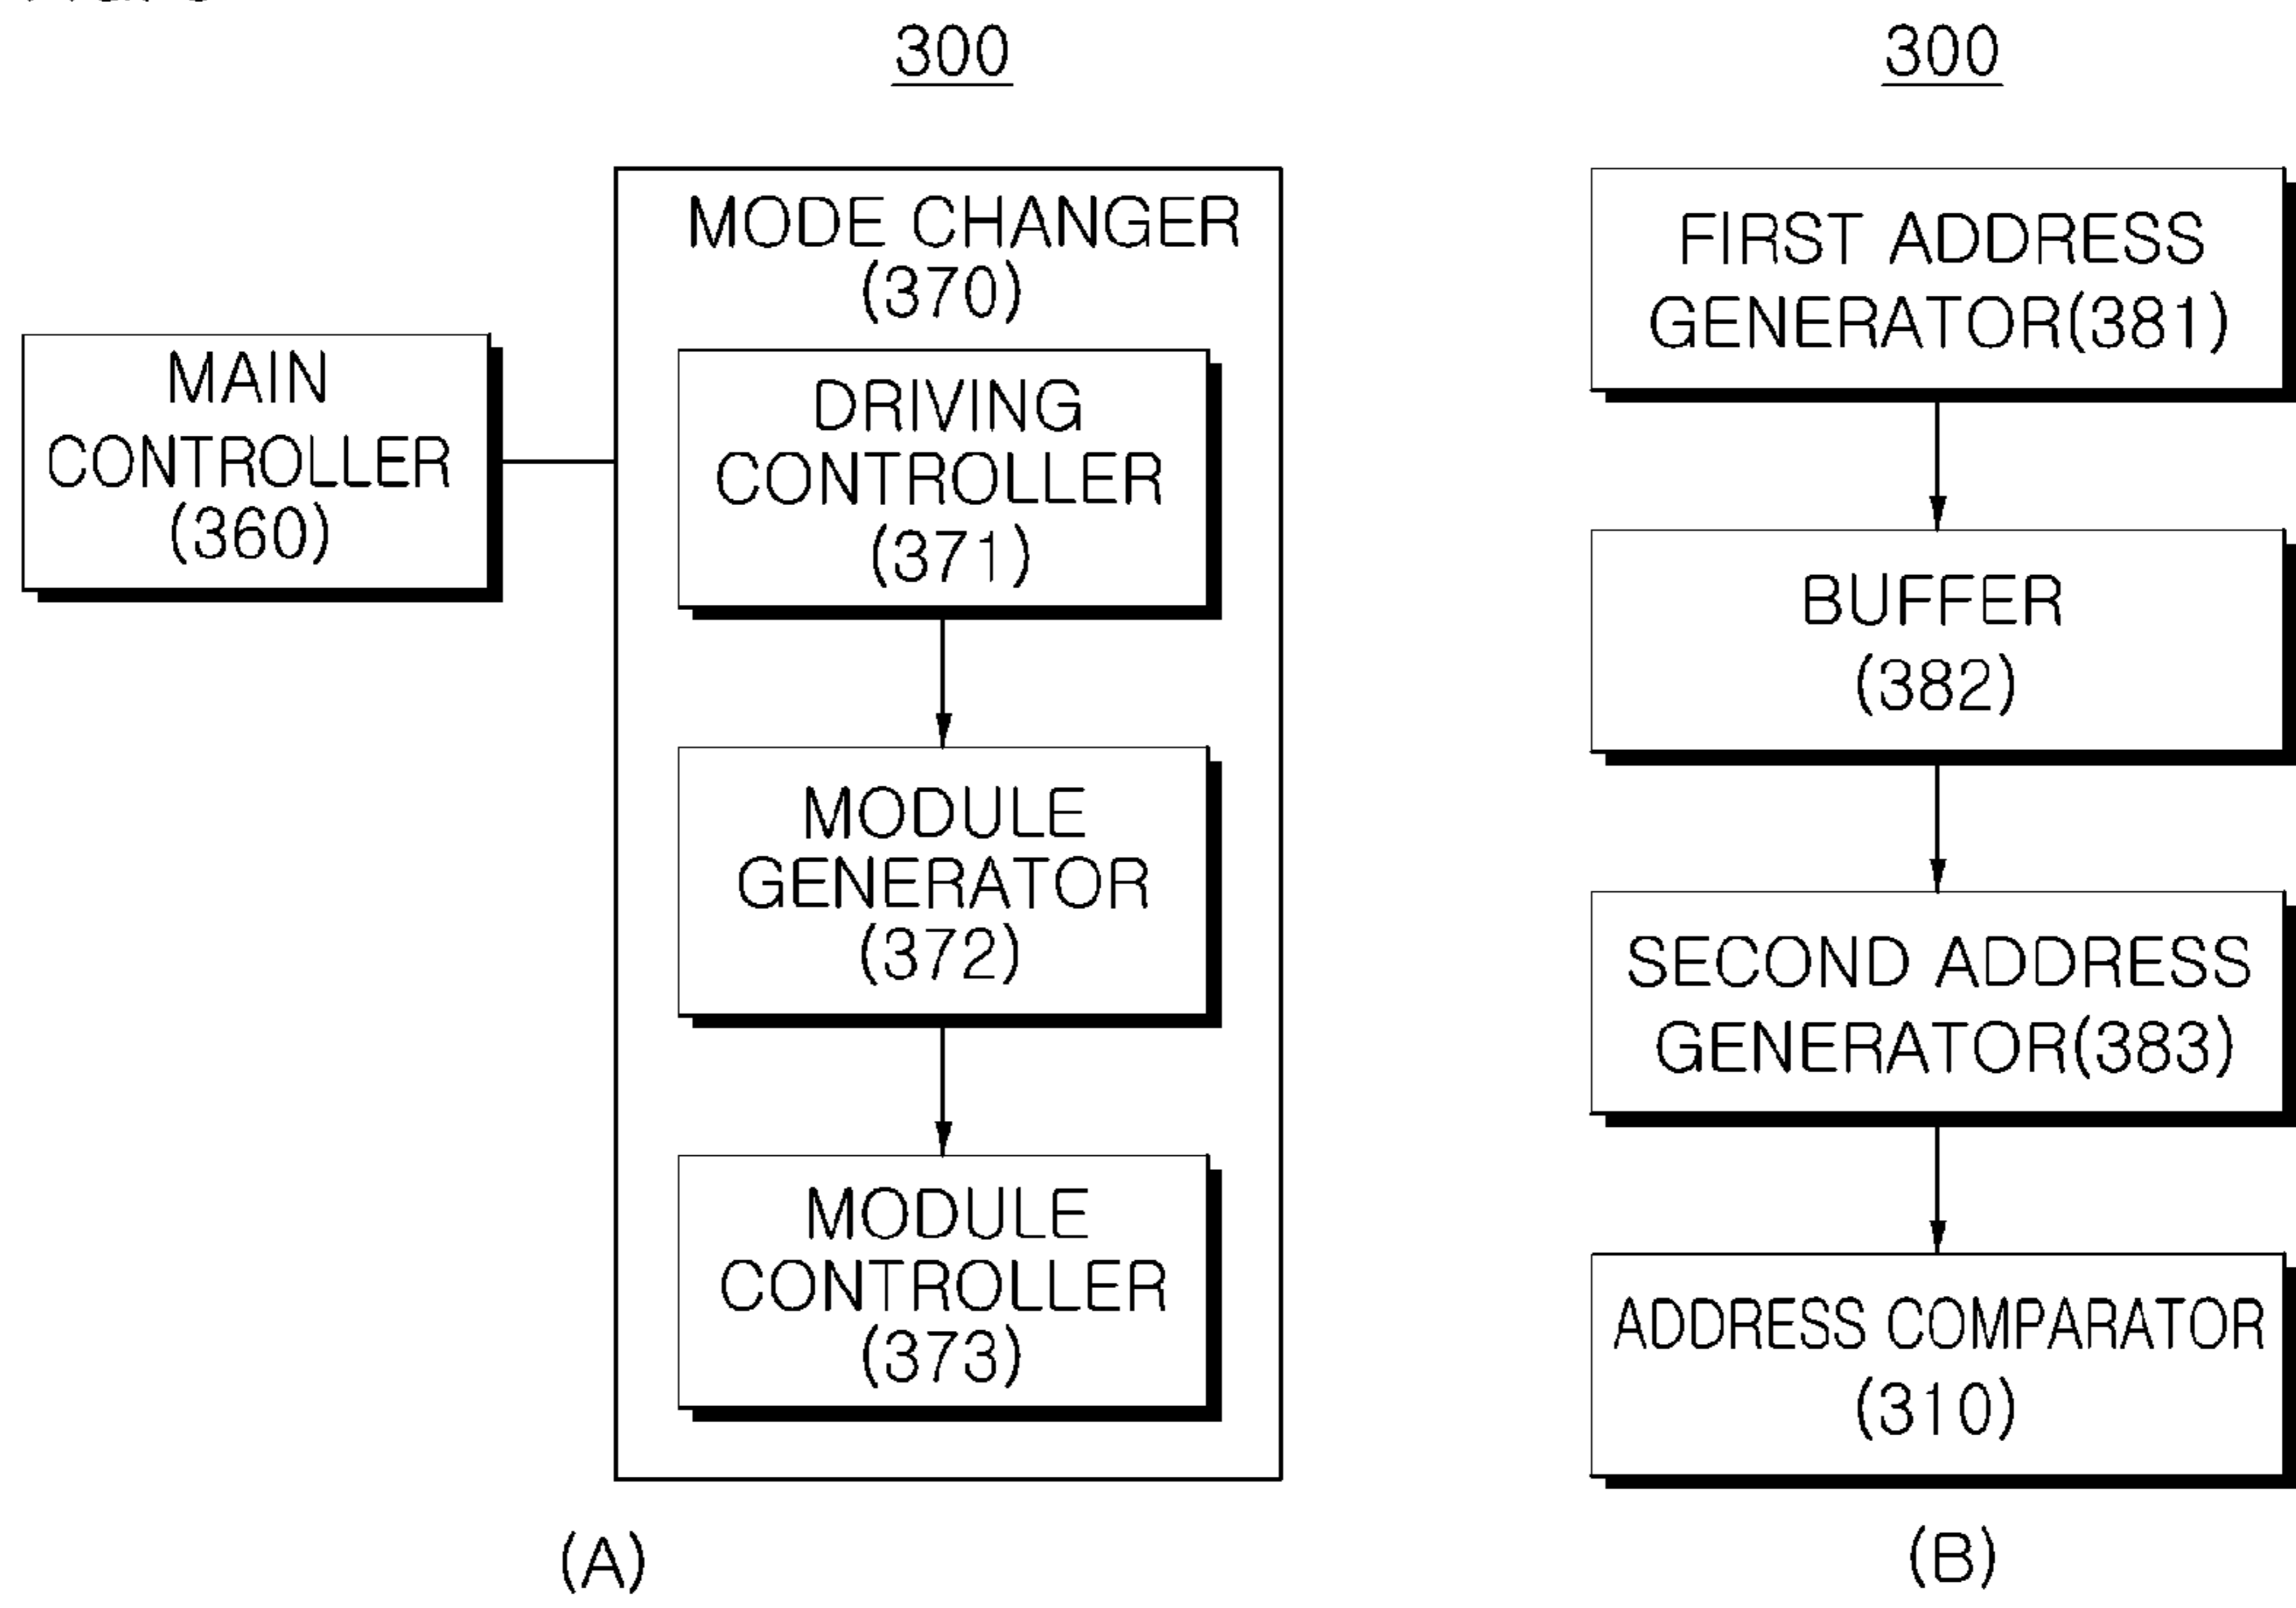 300
MAIN
CONTROLLER
(360)
MODE CHANGER
(370)
DRIVING
CONTROLLER
(371)
MODULE
GENERATOR
(372)
MODULE
CONTROLLER
(373)
(A)
300
FIRST ADDRESS
GENERATOR(381)
BUFFER
(382)
SECOND ADDRESS
GENERATOR(383)
ADDRESS COMPARATOR
(310)
(B)